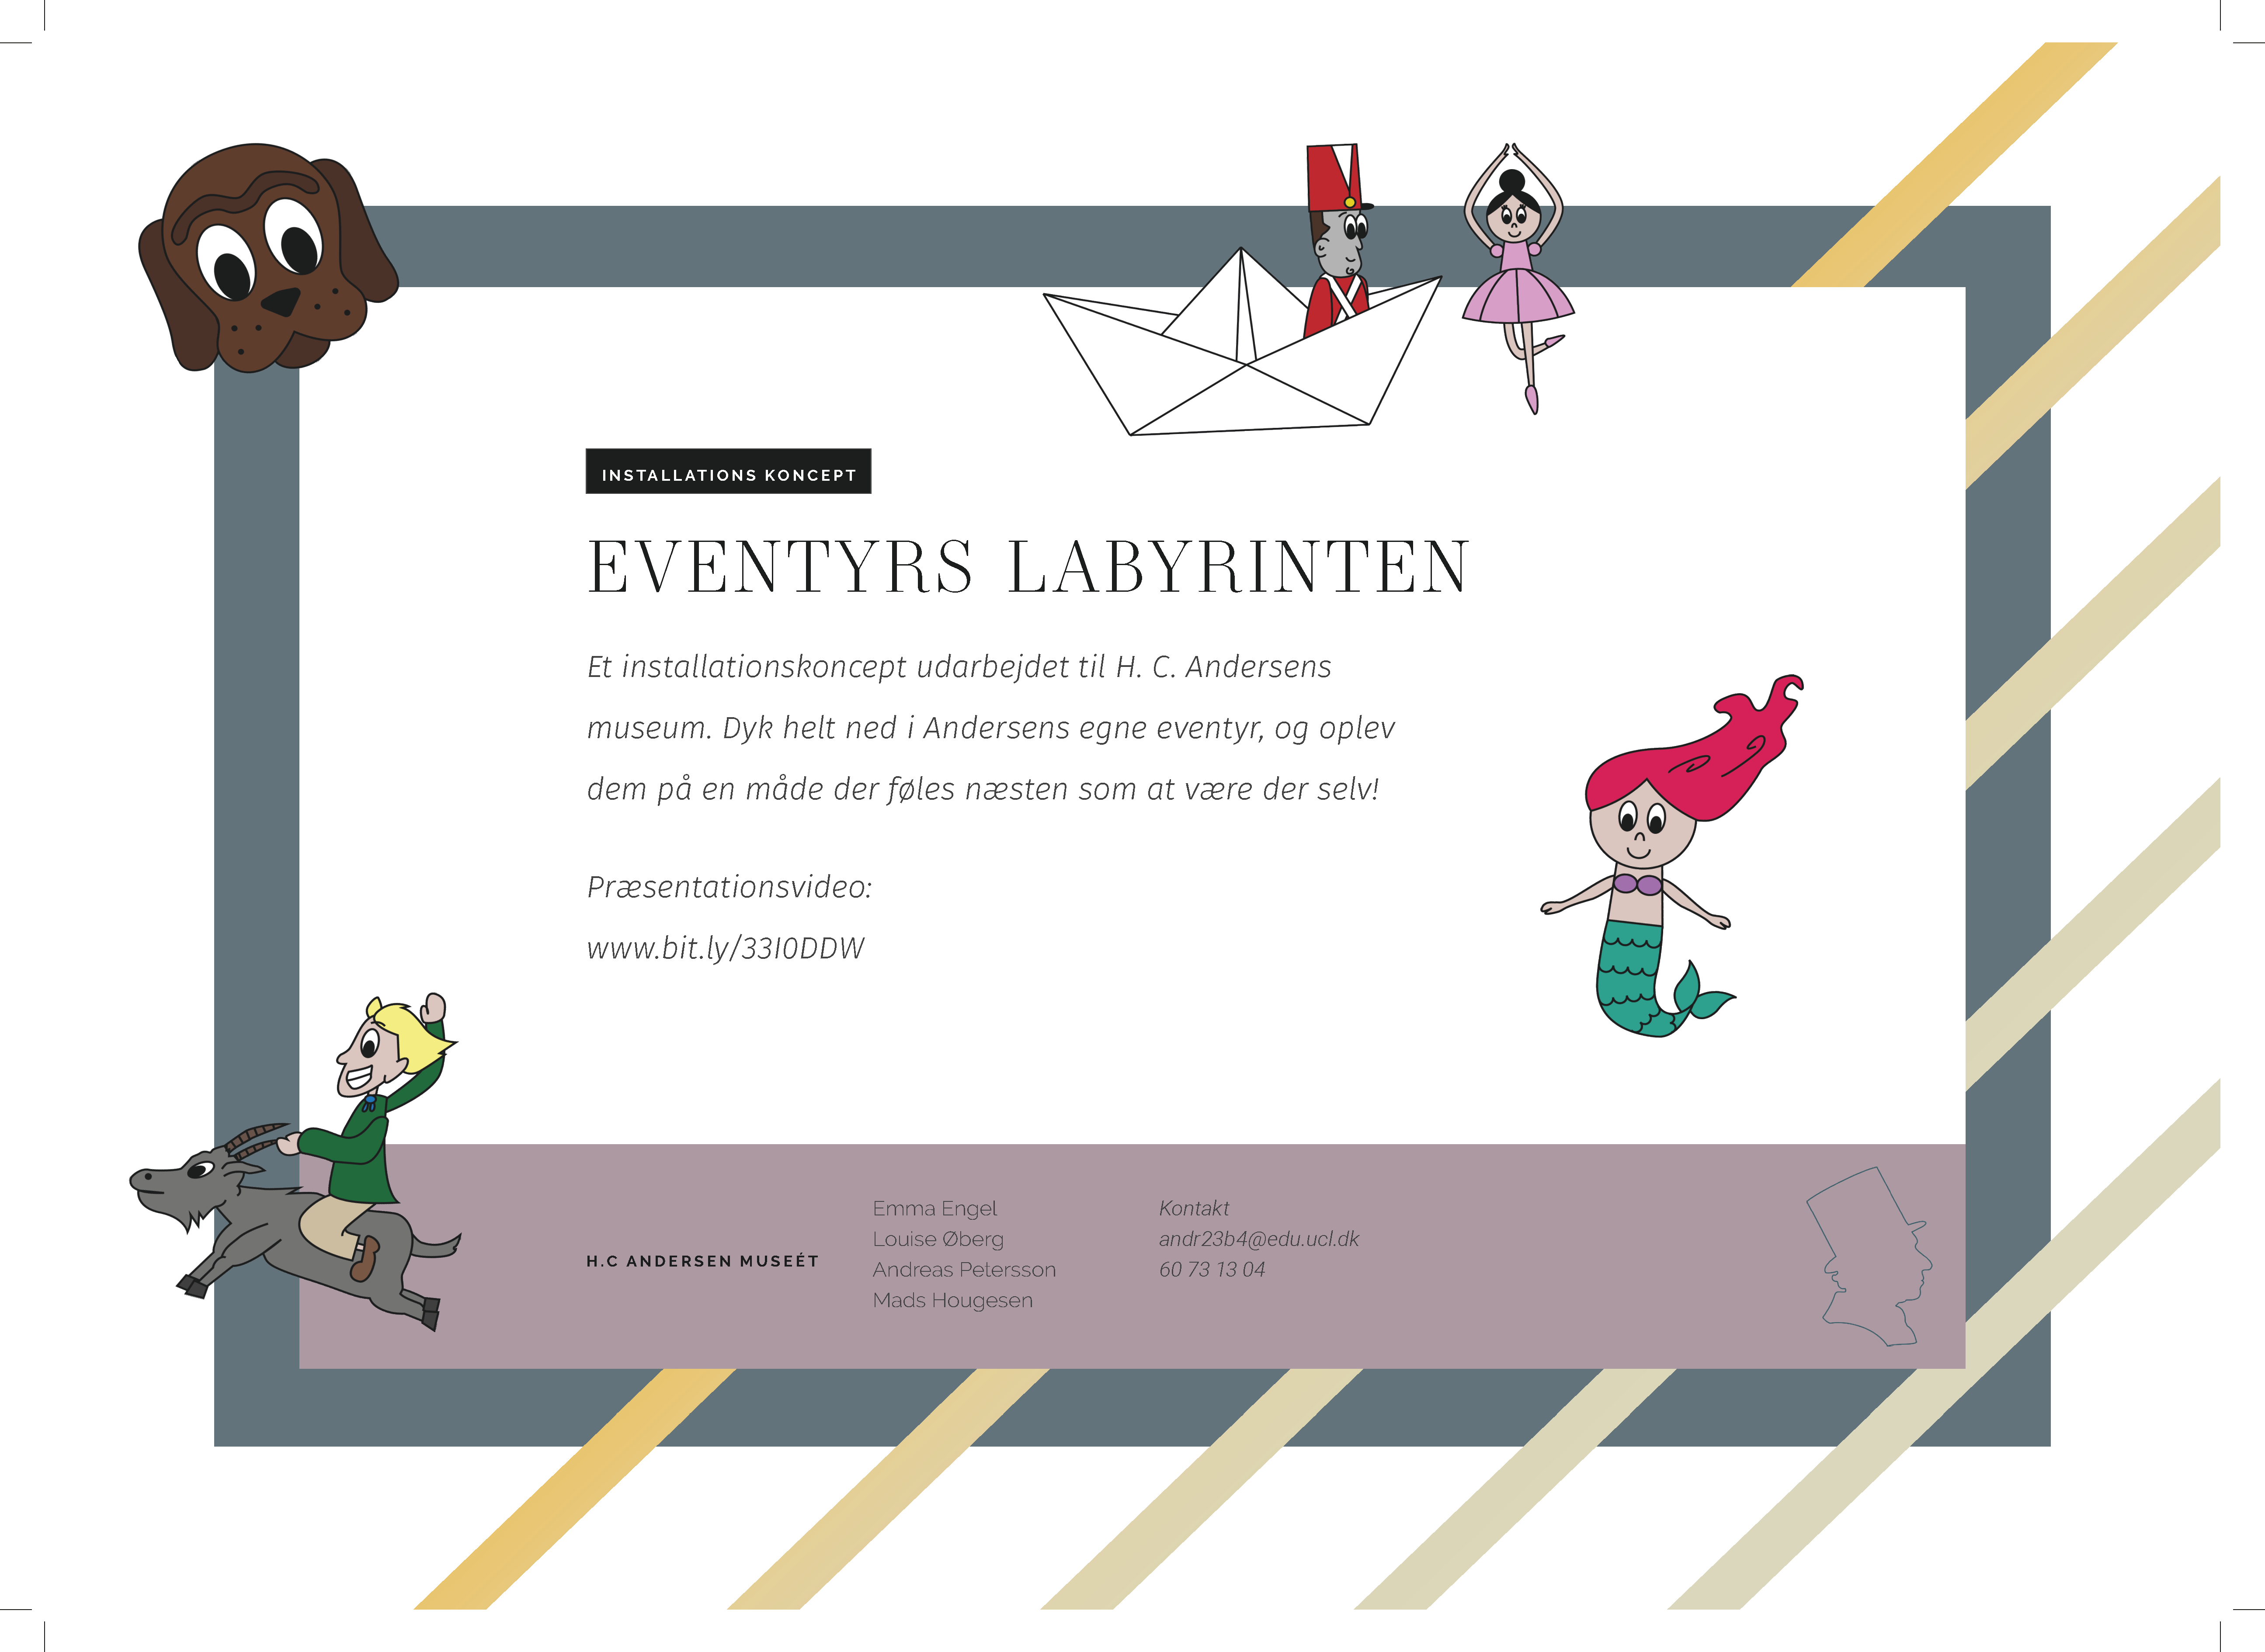 INSTALLATIONS KONCEPT
EVENTYRS LABYRINTEN
Et installationskoncept udarbejdet til H. C. Andersens
museum. Dyk helt ned i Andersens egne eventyr, og oplev
dem på en måde der føles næsten som at være der selv!
Præsentationsvideo:
www.bit.ly/33I0DDW
H.C ANDERSEN MUSEÉT
Emma Engel
Louise Øberg
Andreas Petersson
Mads Hougesen
Kontakt
andr23b4@edu.ucl.dk
60 73 13 04